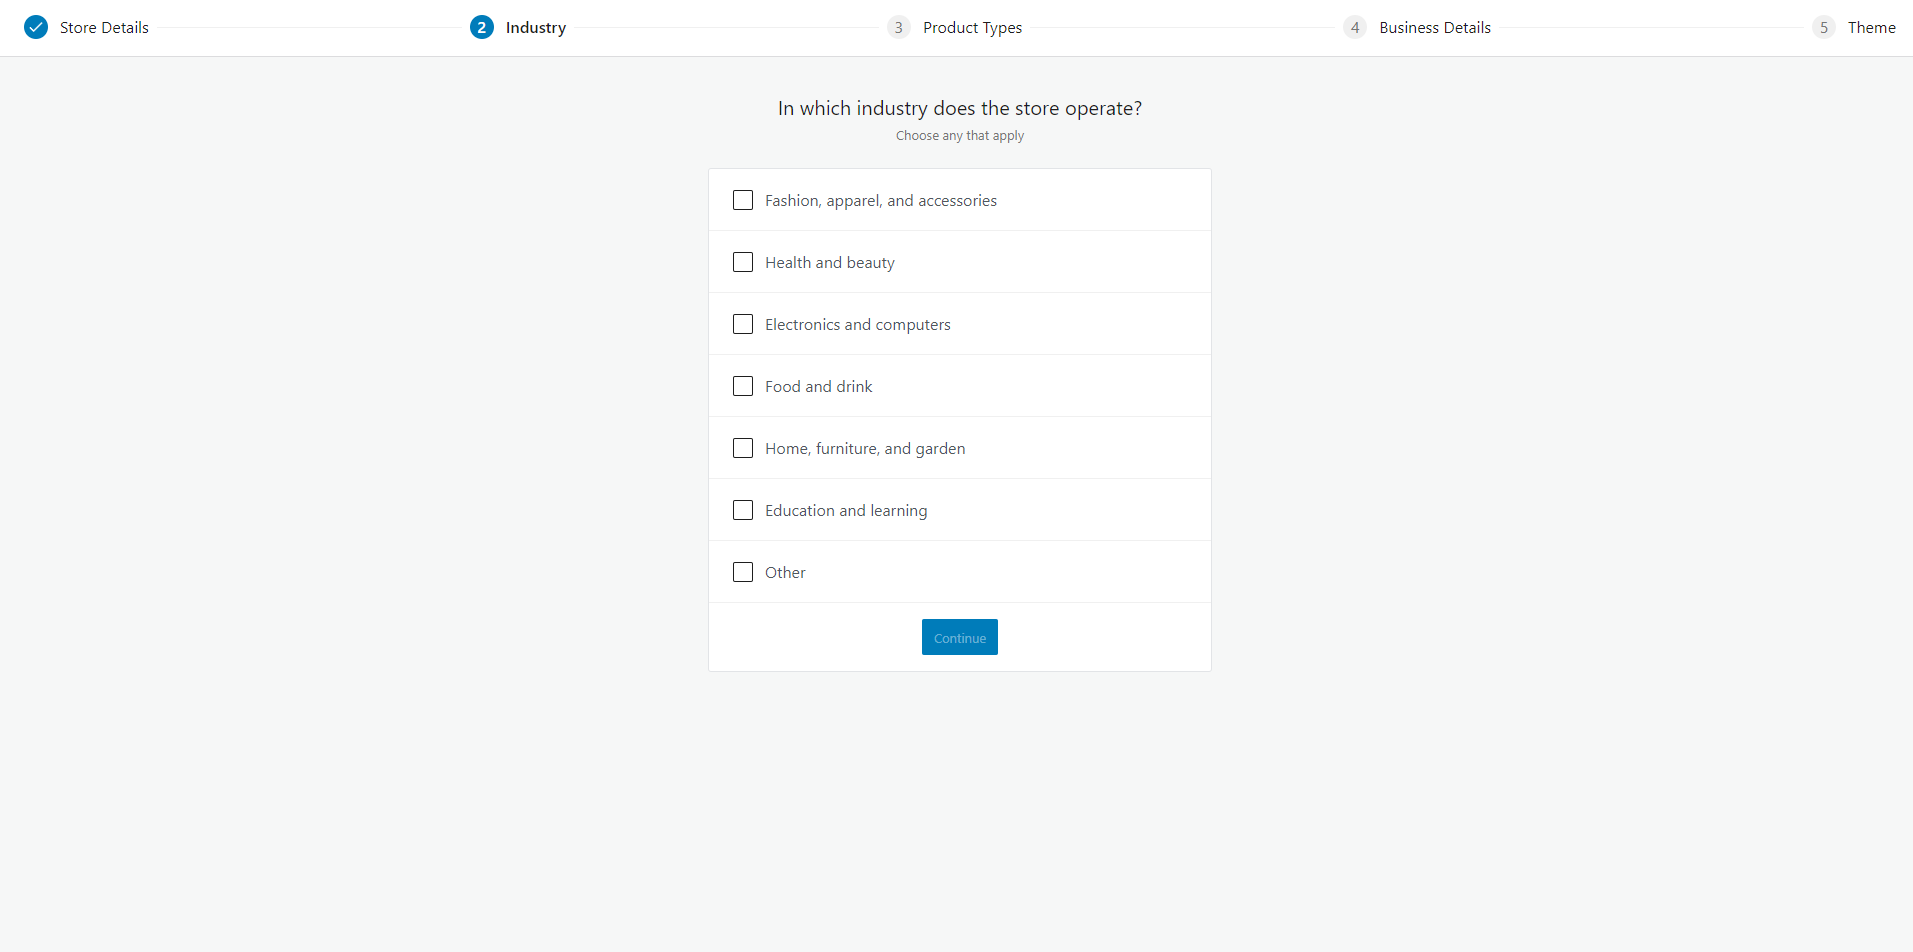 Store Details 2 Industry 3 Product Types 4 Business Details 5 Theme
In which industry does the store operate?
Choose any that apply
Fashion, apparel, and accessories
Health and beauty
Electronics and computers
Food and drink
Home, furniture, and garden
Education and learning
Other
Continue